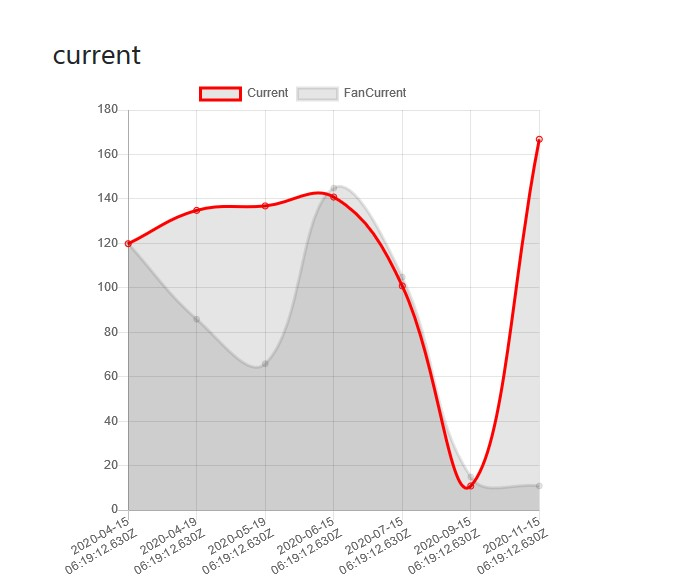 current
Current FanCurrent
180
160
140
120
100
80
60
40
20
0
2020-04-15
06:19:12.630Z
2020-04-19
06:19:12.630Z
2020-05-19
06:19:12.630Z
2020-06-15
06:19:12.630Z
2020-07-15
06:19:12.630Z
2020-09-15
06:19:12.630Z
2020-11-15
06:19:12.630Z